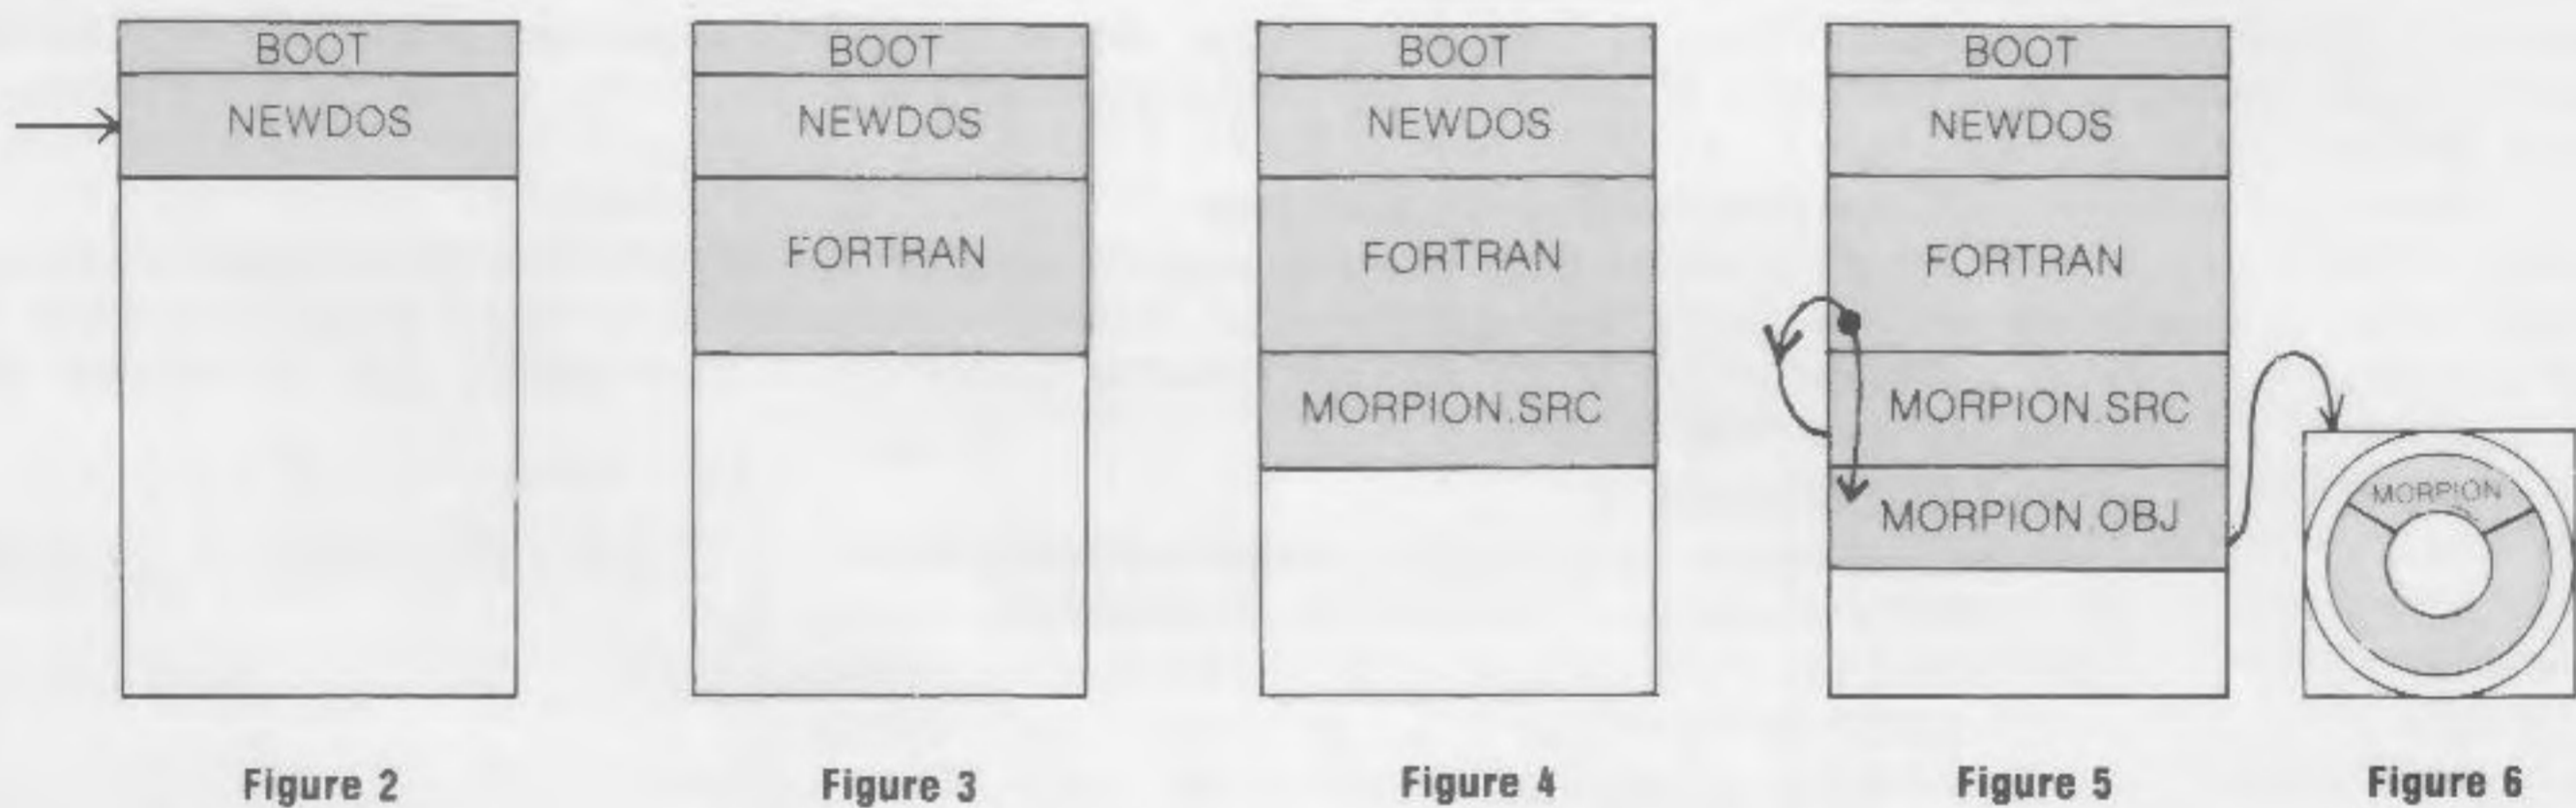 BOOT
NEWDOS
Figure 2
BOOT
NEWDOS
FORTRAN
Figure 3
BOOT
NEWDOS
FORTRAN
MORPION.SRC
Figure 4
BOOT
NEWDOS
FORTRAN
MORPION.SRC
MORPION.OBJ
Figure 5
MORPION
Figure 6